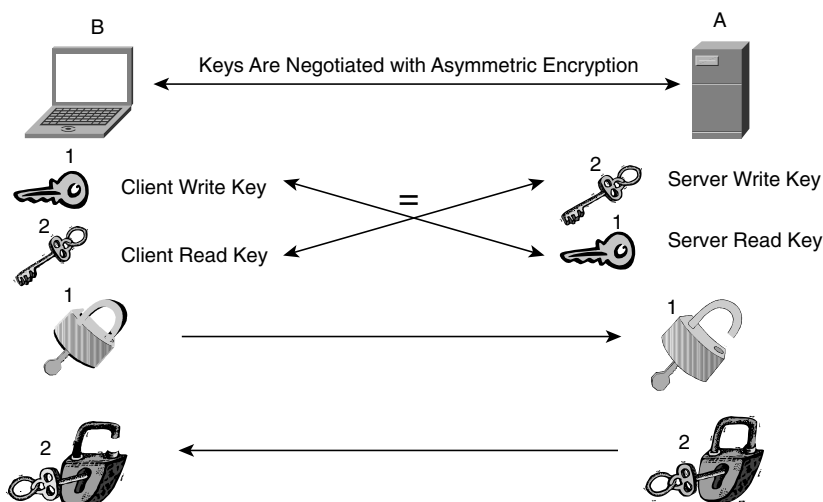 B
A
Keys Are Negotiated with Asymmetric Encryption
1
Client Write Key
=
2
Server Write Key
2
Client Read Key
1
Server Read Key
1
1
2
2